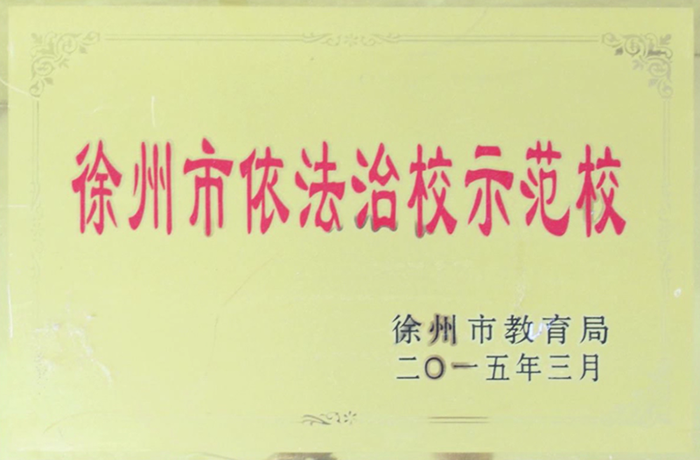 徐州市依法治校示范校
徐州市教育局
二〇一五年三月